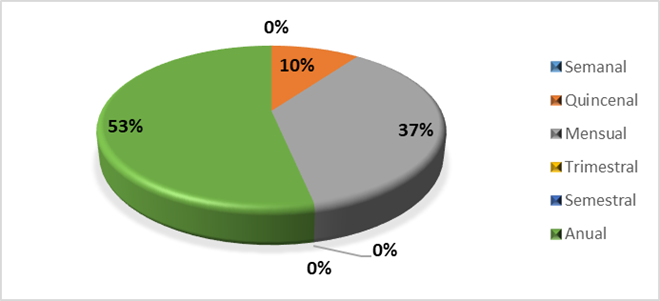 0%
10%
37%
0%
0%
53%
Semanal
Quincenal
Mensual
Trimestral
Semestral
Anual